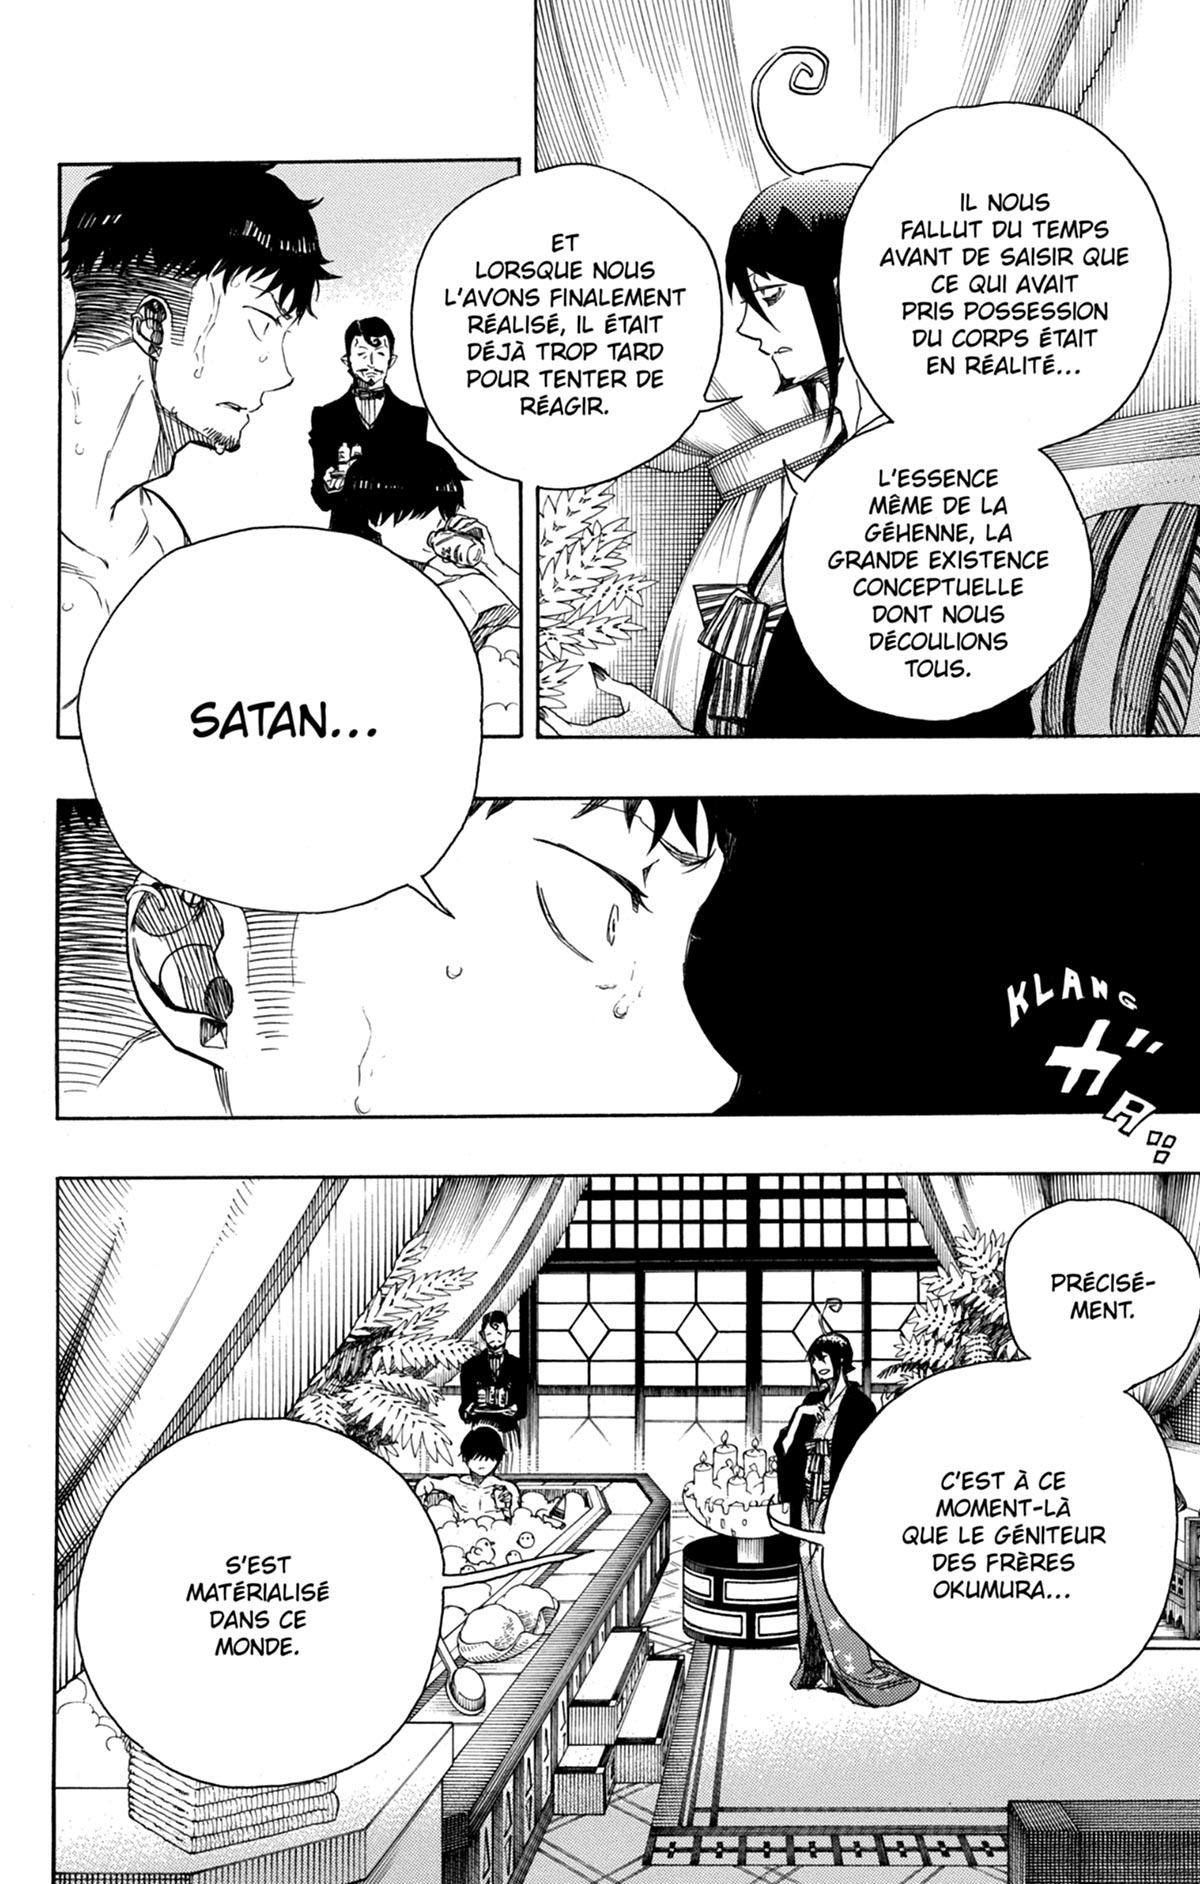 IL NOUS
FALLUT DU TEMPS
AVANT DE SAISIR QUE
CE QUI AVAIT
PRIS POSSESSION
DU CORPS ÉTAIT
EN RÉALITÉ...
L'ESSENCE
MÊME DE LA
GÉHENNE, LA
GRANDE EXISTENCE
CONCEPTUELLE
DONT NOUS
DÉCOULIONS
TOUS.
ET
LORSQUE NOUS
L'AVONS FINALEMENT
RÉALISÉ, IL ÉTAIT
DÉJÀ TROP TARD
POUR TENTER DE
RÉAGIR.
SATAN...
KLANG
PRÉCISÉ-
MENT.
C'EST À CE
MOMENT-LÀ
QUE LE GÉNITEUR
DES FRÈRES
OKUMURA...
S'EST
MATÉRIALISÉ
DANS CE
MONDE.